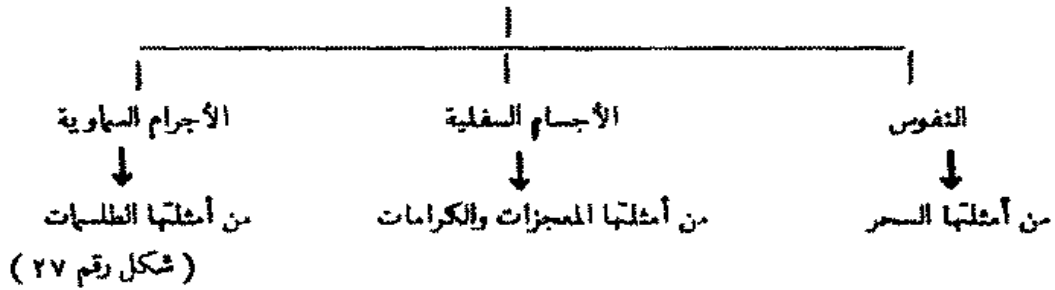 النفوس الأجسام السفلية الأجرام السماوية
من أمثلتها السحر من أمثلتها المعجزات والكرامات من أمثلتها الطلسمات
( شكل رقم ٢٧ )